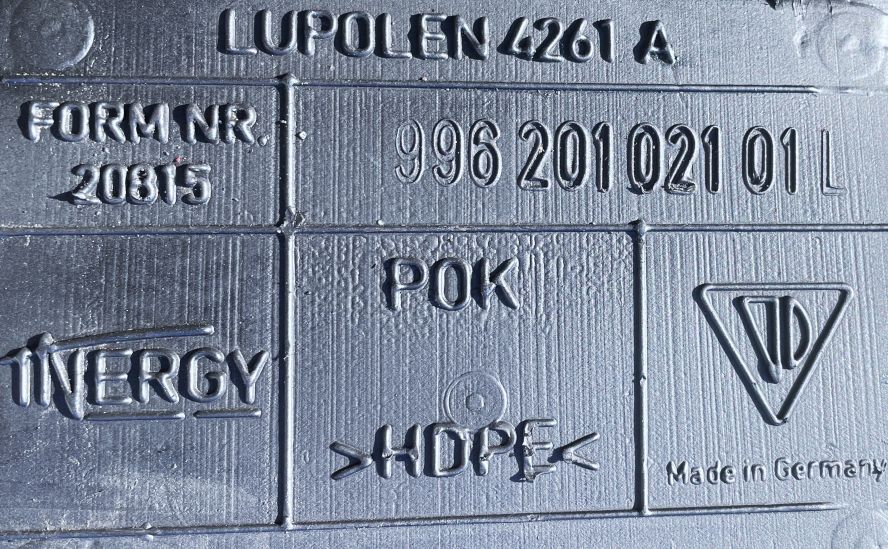 LUPOLEN 4261 A
FORM NR.
20815
996 201 021 01 L
POK
INERGY
>HDPE<
Made in Germany